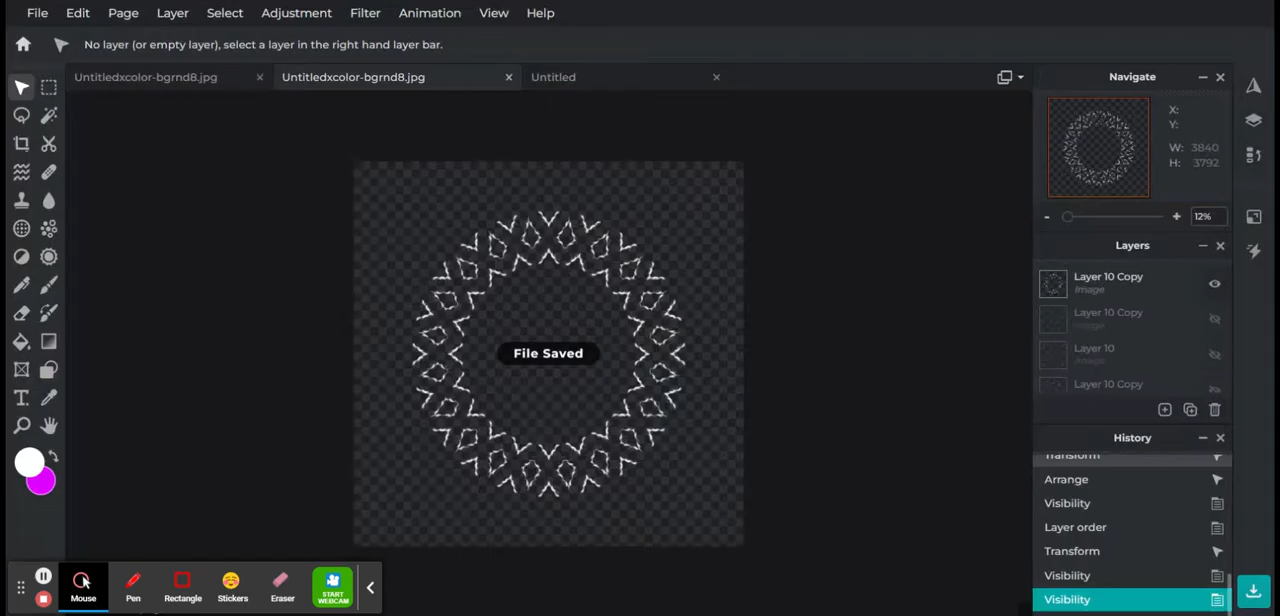 File Edit Page Layer Select Adjustment Filter Animation View Help
No layer (or empty layer), select a layer in the right hand layer bar.
Untitledxcolor-bgrnd8.jpg Untitledxcolor-bgrnd8.jpg Untitled
Navigate
X:
Y:
W: 3840
H: 3792
- + 12%
Layers
Layer 10 Copy
Image
Layer 10 Copy
Image
Layer 10
Image
Layer 10 Copy
File Saved
History
Transform
Arrange
Visibility
Layer order
Transform
Visibility
Visibility
Mouse Pen Rectangle Stickers Eraser START WEBCAM